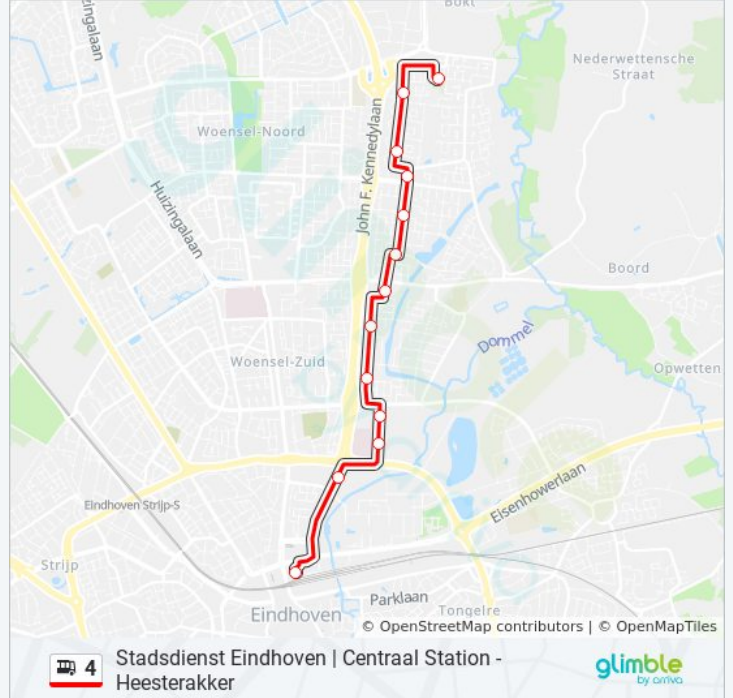 Bokt
zingalaan
Nederwettensche
Straat
Woensel-Noord
John F. Kennedylaan
Huizingalaan
Boord
Dommel
Woensel-Zuid
Opwetten
Eisenhowerlaan
Eindhoven Strijp-S
Strijp
Parklaan
Eindhoven
Tongelre
© OpenStreetMap contributors | © OpenMapTiles
4 Stadsdienst Eindhoven | Centraal Station -
Heesterakker
glimble
by arriva